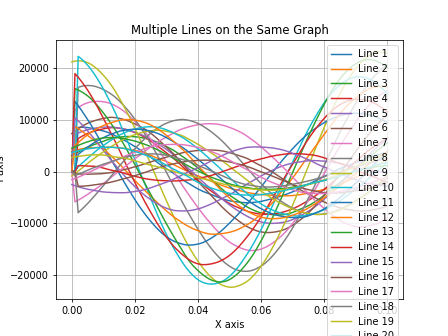 Multiple Lines on the Same Graph
20000
10000
0
−10000
−20000
0.00
0.02
0.04
0.06
X axis
Line 1
Line 2
Line 3
Line 4
Line 5
Line 6
Line 7
Line 8
Line 9
Line 10
Line 11
Line 12
Line 13
Line 14
Line 15
Line 16
Line 17
Line 18
Line 19
Line 20